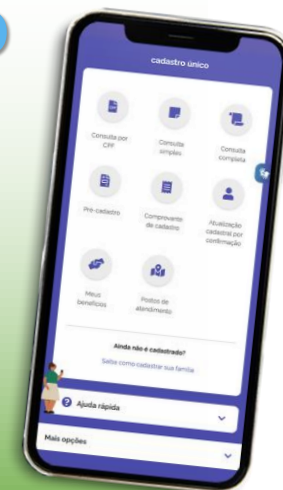 cadastro único
Consulta por
CPF
Consulta
simples
Consulta
completa
Pré-cadastro
Comprovante
de cadastro
Atualização
cadastral por
confirmação
Meus
benefícios
Postos de
atendimento
Ainda não é cadastrado?
Saiba como cadastrar sua família
Ajuda rápida
Mais opções